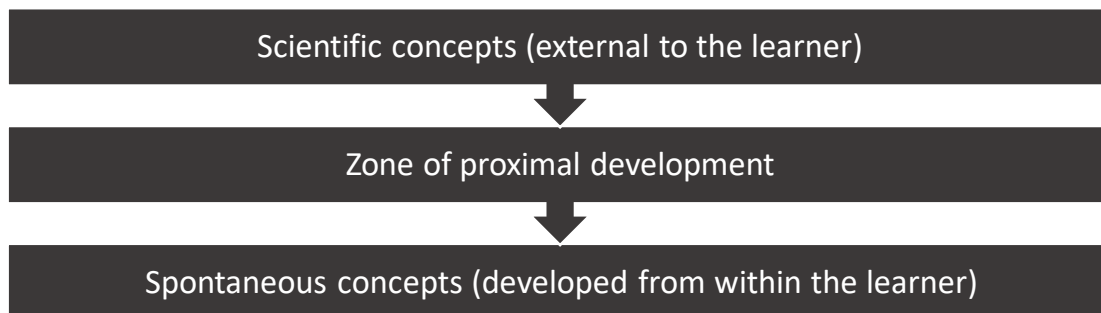 Scientific concepts (external to the learner)
Zone of proximal development
Spontaneous concepts (developed from within the learner)